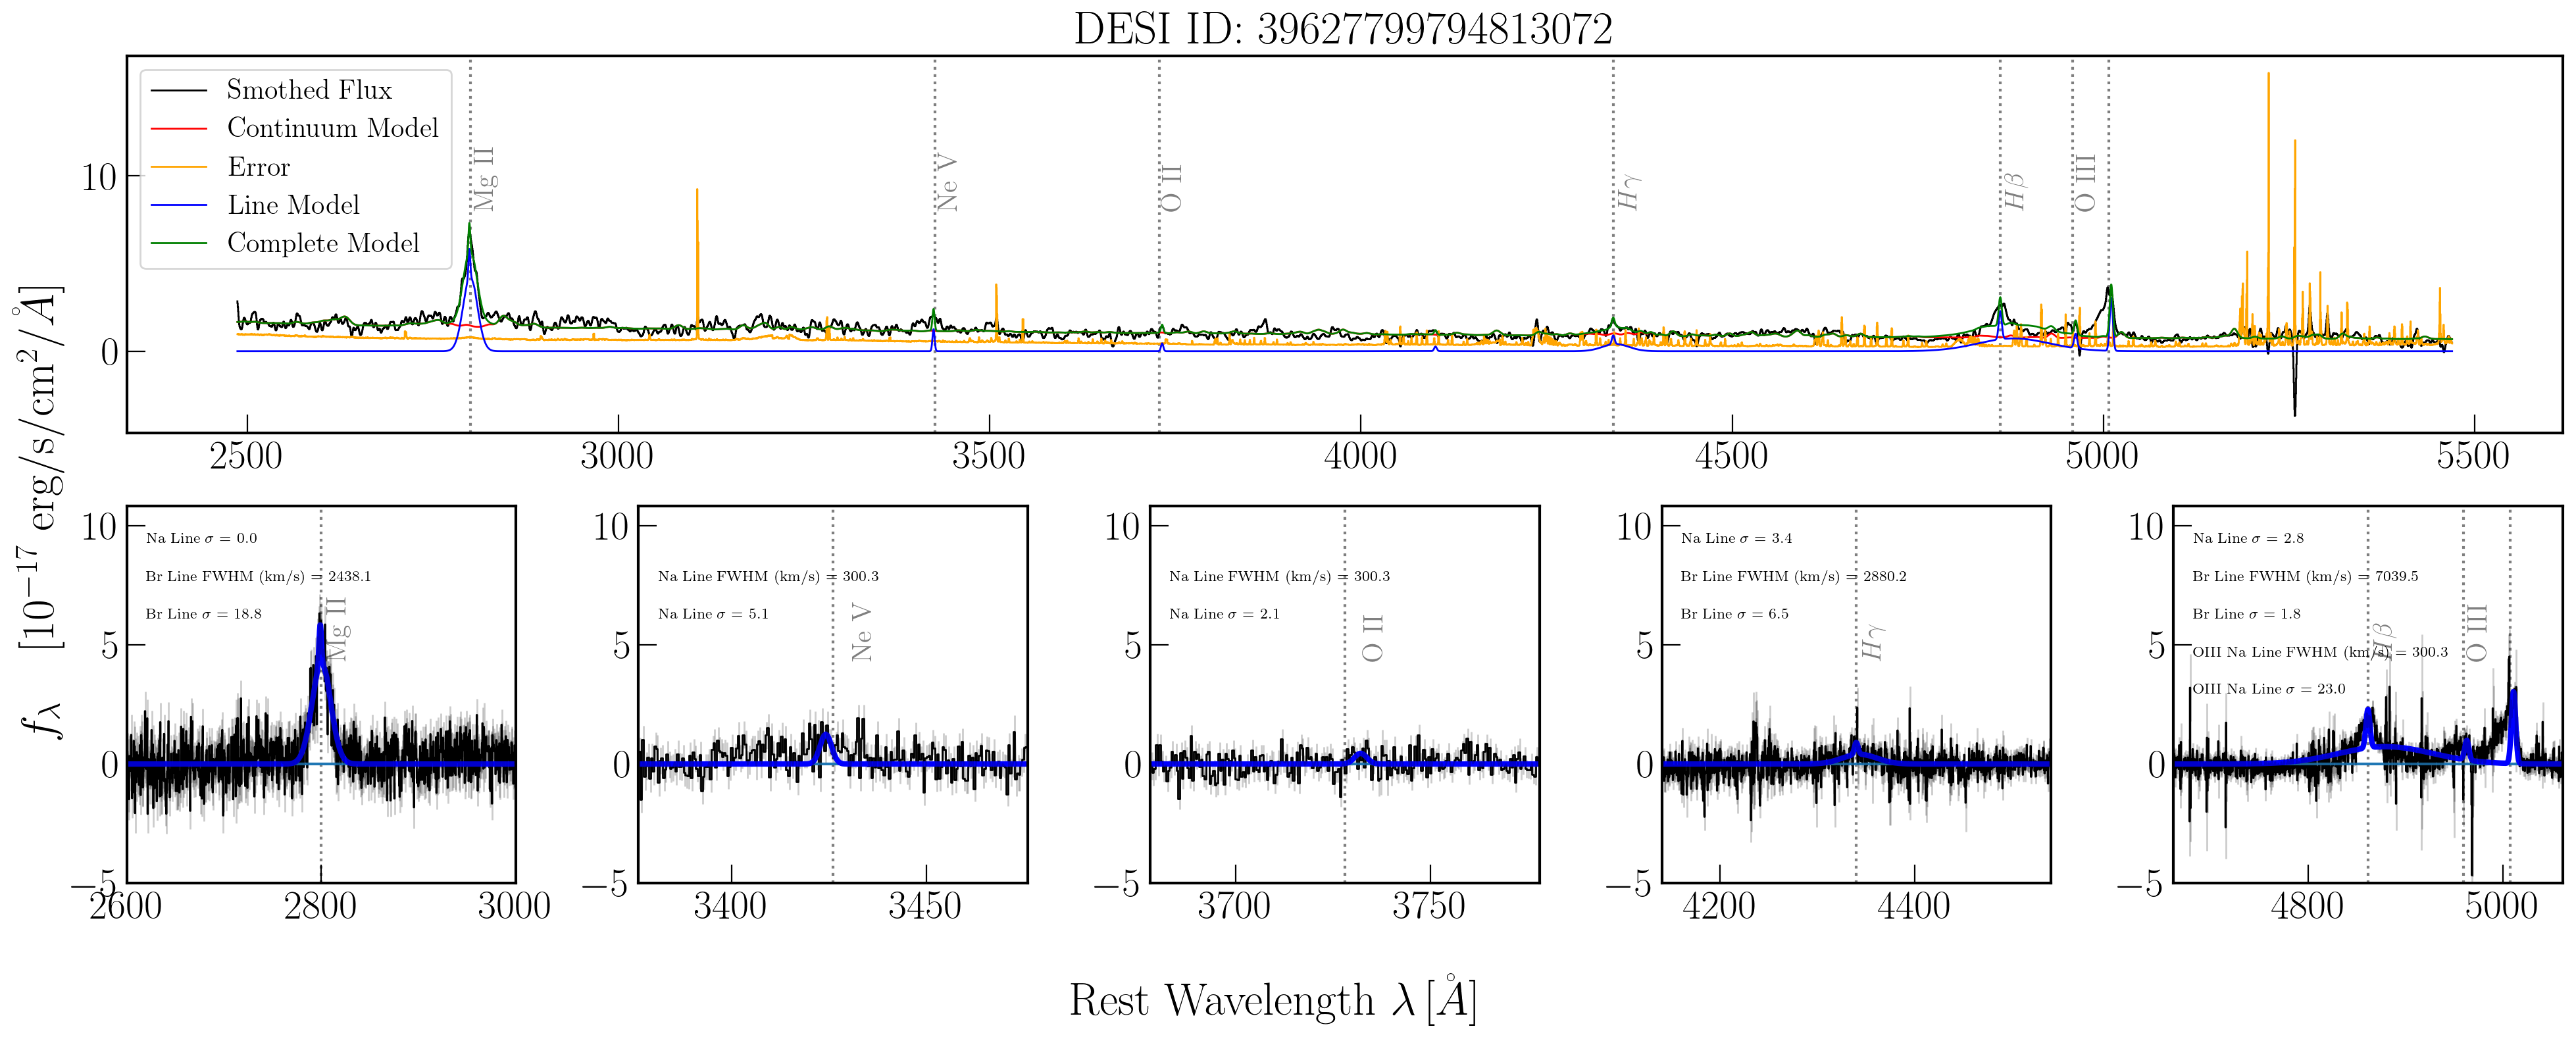 DESI ID: 39627799794813072
Smothed Flux
Continuum Model
Error
Line Model
Complete Model
Mg II
Ne V
O II
Hγ
Hβ
O III
10
0
2500 3000 3500 4000 4500 5000 5500
f_λ [10^{-17} erg/s/cm^2/Å]
10
5
0
−5
Na Line σ = 0.0
Br Line FWHM (km/s) = 2438.1
Br Line σ = 18.8
Mg II
2600 2800 3000
10
5
0
−5
Na Line FWHM (km/s) = 300.3
Na Line σ = 5.1
Ne V
3400 3450
10
5
0
−5
Na Line FWHM (km/s) = 300.3
Na Line σ = 2.1
O II
3700 3750
10
5
0
−5
Na Line σ = 3.4
Br Line FWHM (km/s) = 2880.2
Br Line σ = 6.5
Hγ
4200 4400
10
5
0
−5
Na Line σ = 2.8
Br Line FWHM (km/s) = 7039.5
Br Line σ = 1.8
OIII Na Line FWHM (km/s) = 300.3
OIII Na Line σ = 23.0
Hβ
O III
4800 5000
Rest Wavelength λ [Å]